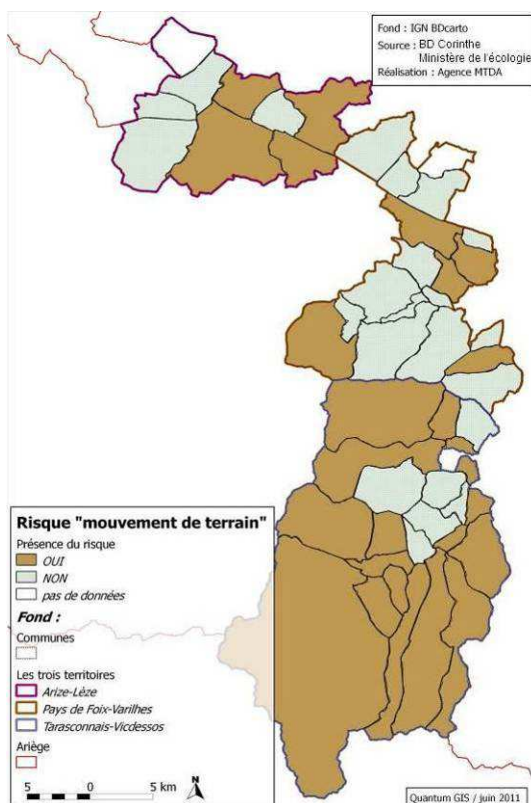 Fond : IGN BDcarto
Source : BD Corinthe
Ministère de l'écologie
Réalisation : Agence MTDA
Risque "mouvement de terrain"
Présence du risque
OUI
NON
pas de données
Fond :
Communes
Les trois territoires
Arize-Lèze
Pays de Foix-Varilhes
Tarasconnais-Vicdessos
Ariège
5 0 5 km
N
Quantum GIS / juin 2011